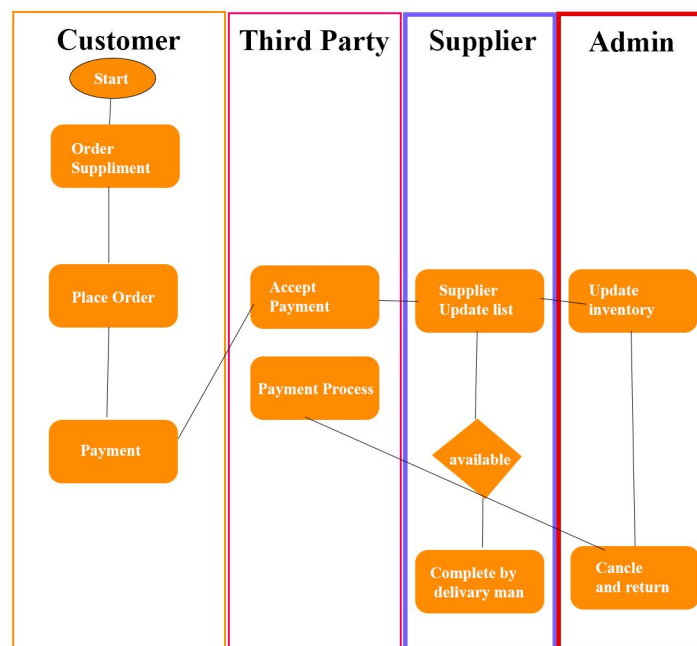 Customer
Third Party
Supplier
Admin
Start
Order
Suppliment
Place Order
Payment
Accept
Payment
Payment Process
Supplier
Update list
available
Complete by
delivary man
Update
inventory
Cancle
and return